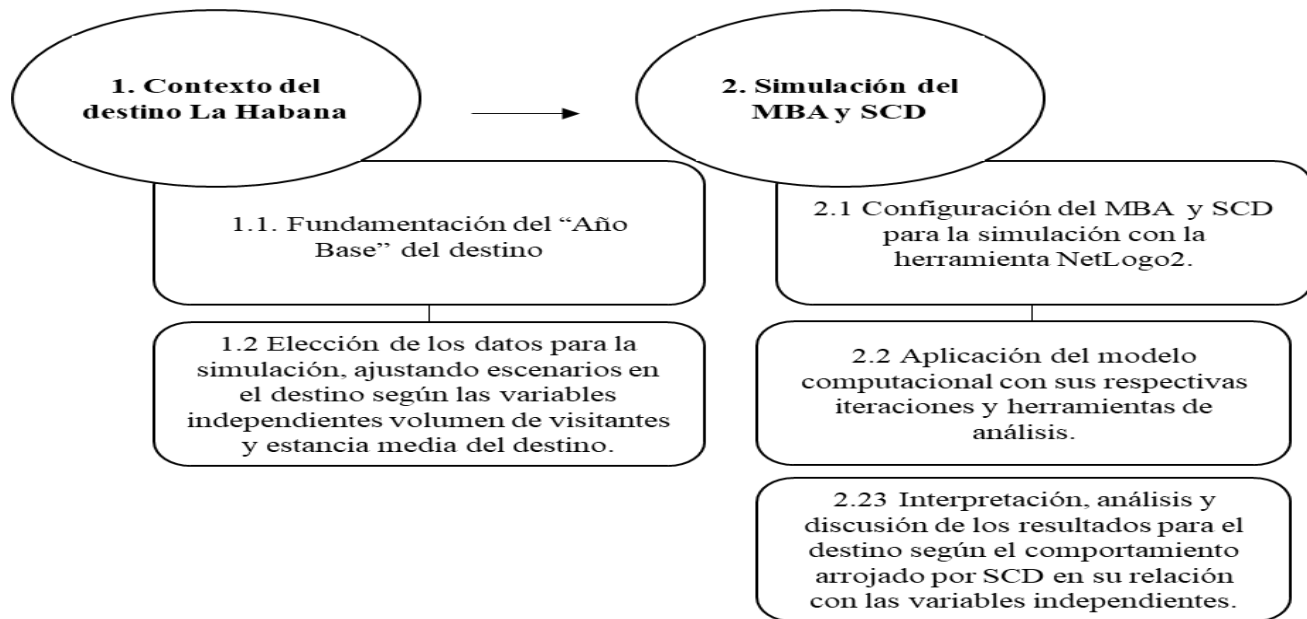 1. Contexto del
destino La Habana
2. Simulación del
MBA y SCD
1.1. Fundamentación del “Año
Base” del destino
1.2 Elección de los datos para la
simulación, ajustando escenarios en
el destino según las variables
independientes volumen de visitantes
y estancia media del destino.
2.1 Configuración del MBA y SCD
para la simulación con la
herramienta NetLogo2.
2.2 Aplicación del modelo
computacional con sus respectivas
iteraciones y herramientas de
análisis.
2.23 Interpretación, análisis y
discusión de los resultados para el
destino según el comportamiento
arrojado por SCD en su relación
con las variables independientes.